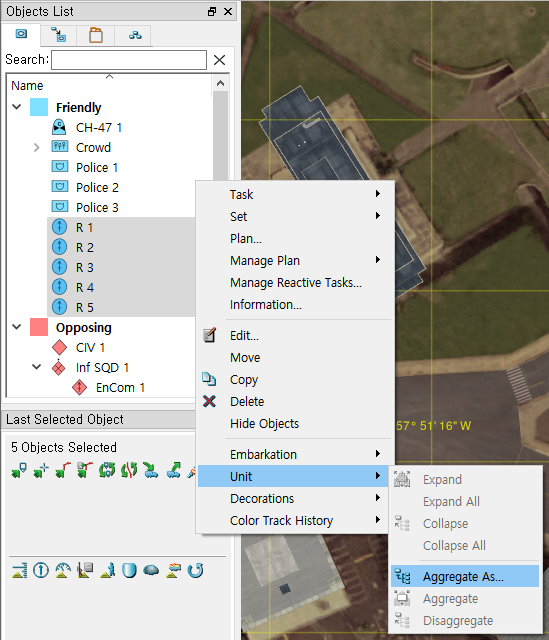 Objects List
Search:
Name
Friendly
CH-47 1
Crowd
Police 1
Police 2
Police 3
R 1
R 2
R 3
R 4
R 5
Opposing
CIV 1
Inf SQD 1
EnCom 1
Last Selected Object
5 Objects Selected
Task
Set
Plan...
Manage Plan
Manage Reactive Tasks...
Information...
Edit...
Move
Copy
Delete
Hide Objects
Embarkation
Unit
Decorations
Color Track History
Expand
Expand All
Collapse
Collapse All
Aggregate As...
Aggregate
Disaggregate
57° 51' 16" W